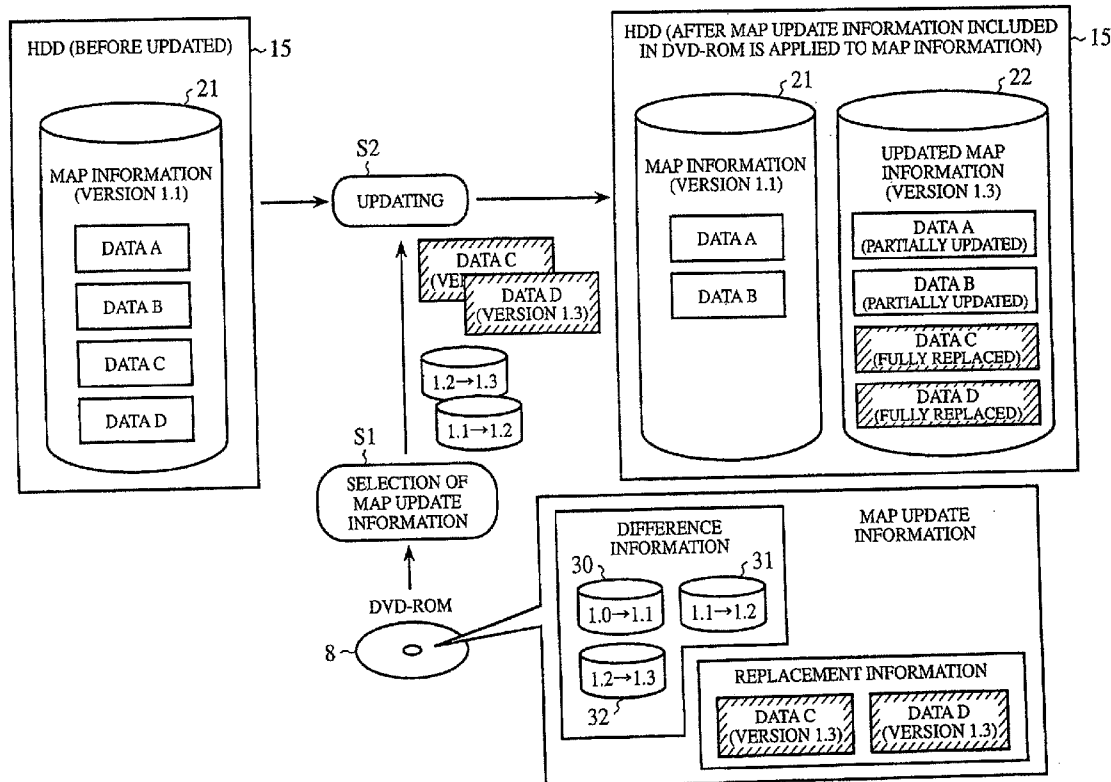 HDD (BEFORE UPDATED)
15
21
MAP INFORMATION
(VERSION 1.1)
DATA A
DATA B
DATA C
DATA D
S2
UPDATING
DATA C
(VER
DATA D
(VERSION 1.3)
1.2→1.3
1.1→1.2
S1
SELECTION OF
MAP UPDATE
INFORMATION
DVD-ROM
8
HDD (AFTER MAP UPDATE INFORMATION INCLUDED
IN DVD-ROM IS APPLIED TO MAP INFORMATION)
15
21
MAP INFORMATION
(VERSION 1.1)
DATA A
DATA B
22
UPDATED MAP
INFORMATION
(VERSION 1.3)
DATA A
(PARTIALLY UPDATED)
DATA B
(PARTIALLY UPDATED)
DATA C
(FULLY REPLACED)
DATA D
(FULLY REPLACED)
DIFFERENCE
INFORMATION
MAP UPDATE
INFORMATION
30
1.0→1.1
31
1.1→1.2
1.2→1.3
32
REPLACEMENT INFORMATION
DATA C
(VERSION 1.3)
DATA D
(VERSION 1.3)